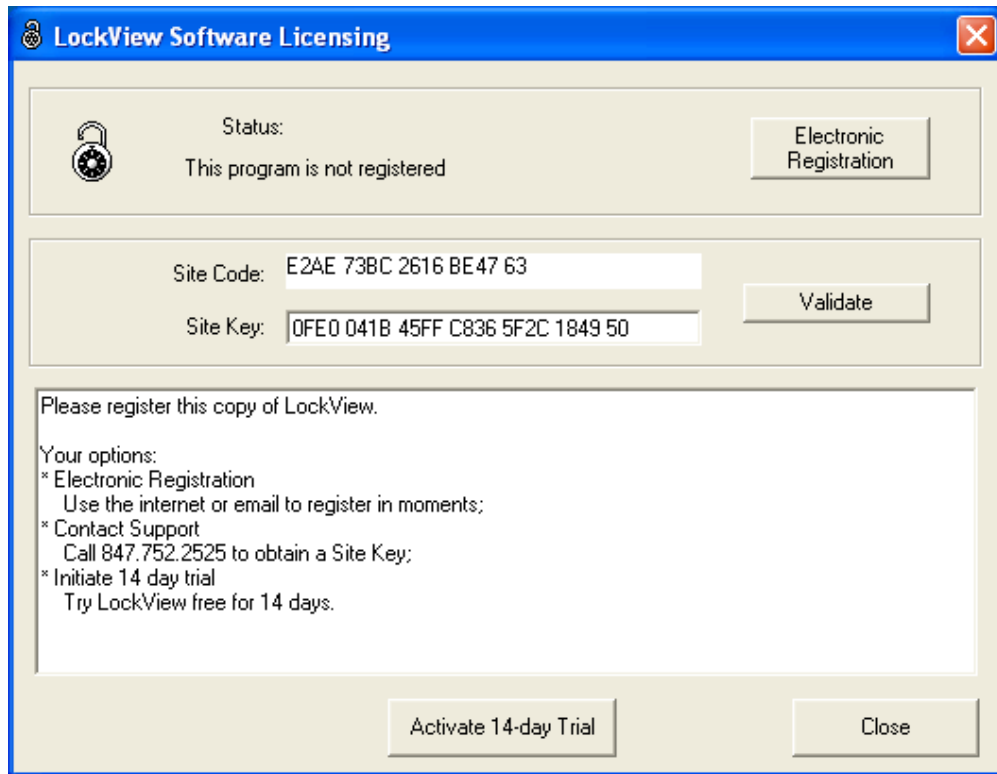 LockView Software Licensing
Status:
This program is not registered
Electronic
Registration
Site Code: E2AE 73BC 2616 BE47 63
Site Key: 0FE0 041B 45FF C836 5F2C 1849 50
Validate
Please register this copy of LockView.
Your options:
* Electronic Registration
Use the internet or email to register in moments;
* Contact Support
Call 847.752.2525 to obtain a Site Key;
* Initiate 14 day trial
Try LockView free for 14 days.
Activate 14-day Trial
Close